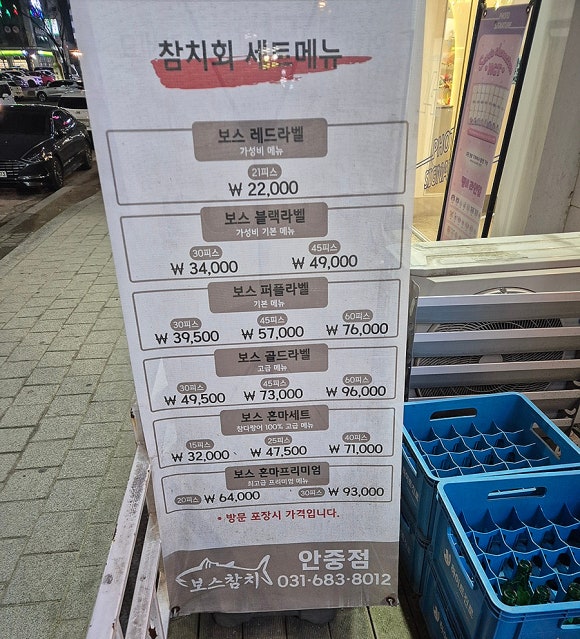 참치회 세트메뉴
보스 레드라벨
가성비 메뉴
21피스
₩ 22,000
보스 블랙라벨
가성비 기본 메뉴
30피스 45피스
₩ 34,000 ₩ 49,000
보스 퍼플라벨
기본 메뉴
30피스 45피스 60피스
₩ 39,500 ₩ 57,000 ₩ 76,000
보스 골드라벨
고급 메뉴
30피스 45피스 60피스
₩ 49,500 ₩ 73,000 ₩ 96,000
보스 혼마세트
참다랑어 100% 고급 메뉴
15피스 25피스 40피스
₩ 32,000 ₩ 47,500 ₩ 71,000
보스 혼마프리미엄
최고급 프리미엄 메뉴
20피스 ₩ 64,000 30피스 ₩ 93,000
* 방문 포장시 가격입니다.
보스참치
안중점
031·683·8012